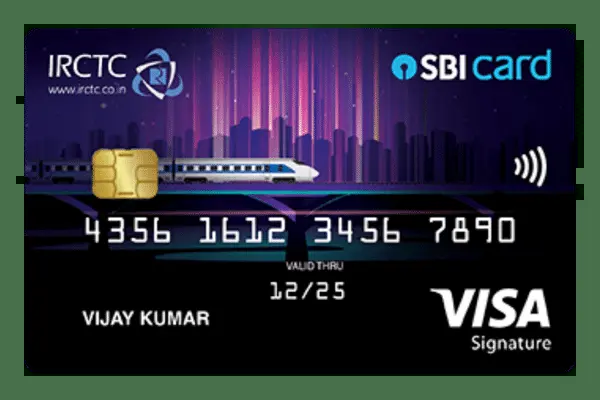 IRCTC
www.irctc.co.in
SBI card
4356 1612 3456 7890
VALID THRU
12/25
VIJAY KUMAR
VISA
Signature